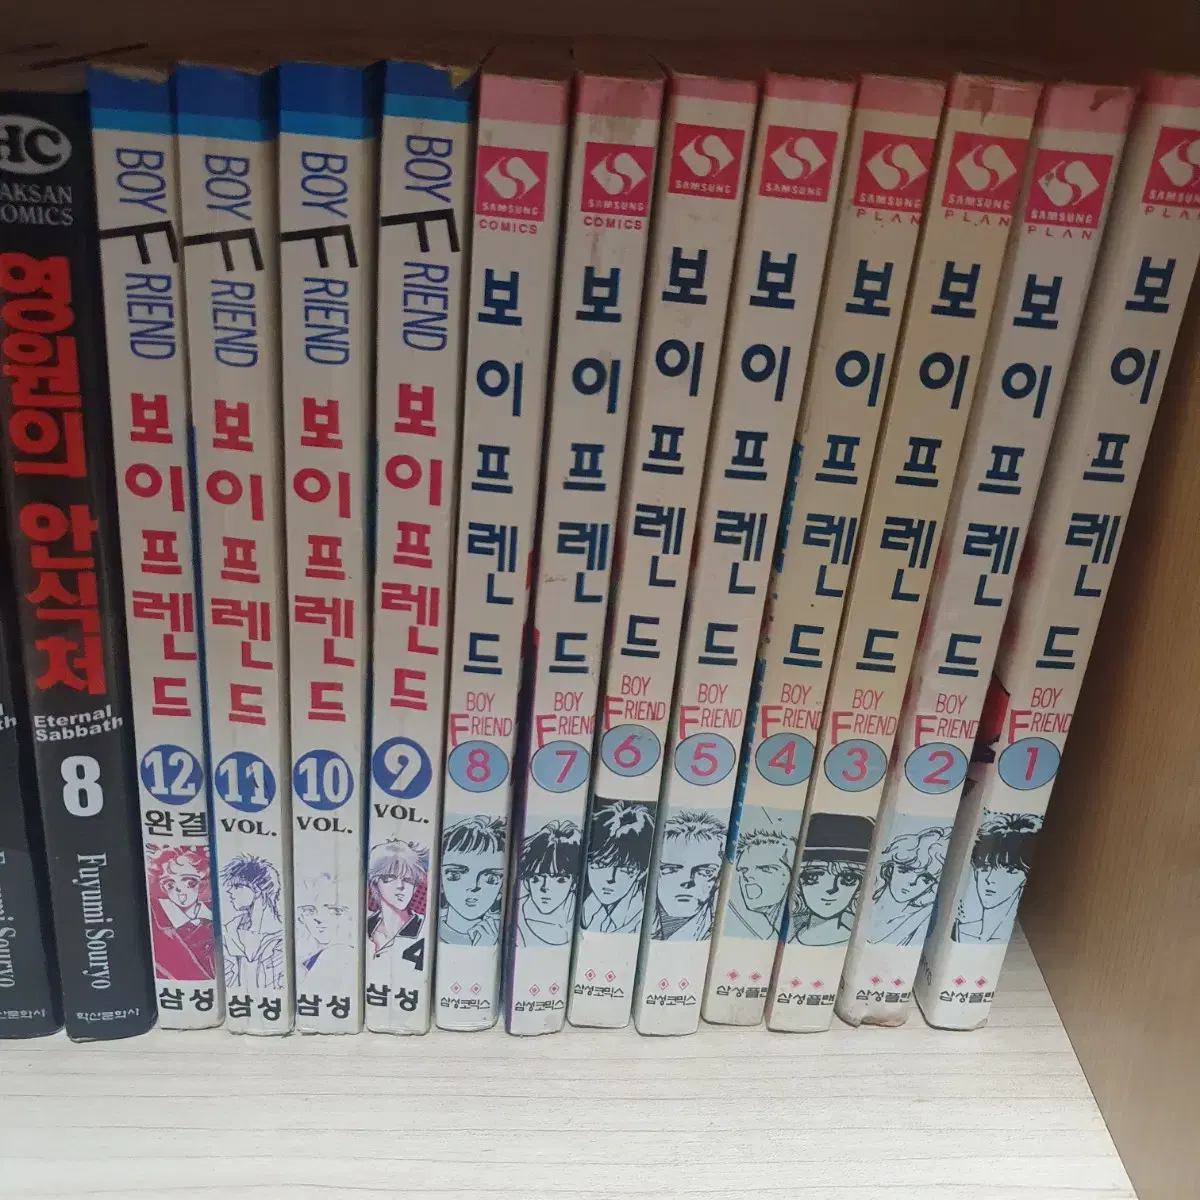 HC
AKSAN
COMICS
영원의 안식처
Eternal
Sabbath
8
Fuyumi Souryo
학산문화사
BOY
FRIEND
보이프렌드
12
완결
삼성
BOY
FRIEND
보이프렌드
11
VOL.
삼성
BOY
FRIEND
보이프렌드
10
VOL.
삼성
BOY
FRIEND
보이프렌드
9
VOL.
4
삼성
SAMSUNG
COMICS
보이프렌드
BOY
FRIEND
8
삼성코믹스
SAMSUNG
COMICS
보이프렌드
BOY
FRIEND
7
삼성코믹스
SAMSUNG
보이프렌드
BOY
FRIEND
6
삼성코믹스
SAMSUNG
보이프렌드
BOY
FRIEND
5
삼성코믹스
SAMSUNG
PLAN
보이프렌드
BOY
FRIEND
4
삼성플랜
SAMSUNG
PLAN
보이프렌드
BOY
FRIEND
3
삼성플랜
SAMSUNG
PLAN
보이프렌드
BOY
FRIEND
2
삼성플랜
SAMSUNG
PLAN
보이프렌드
BOY
FRIEND
1
삼성플랜